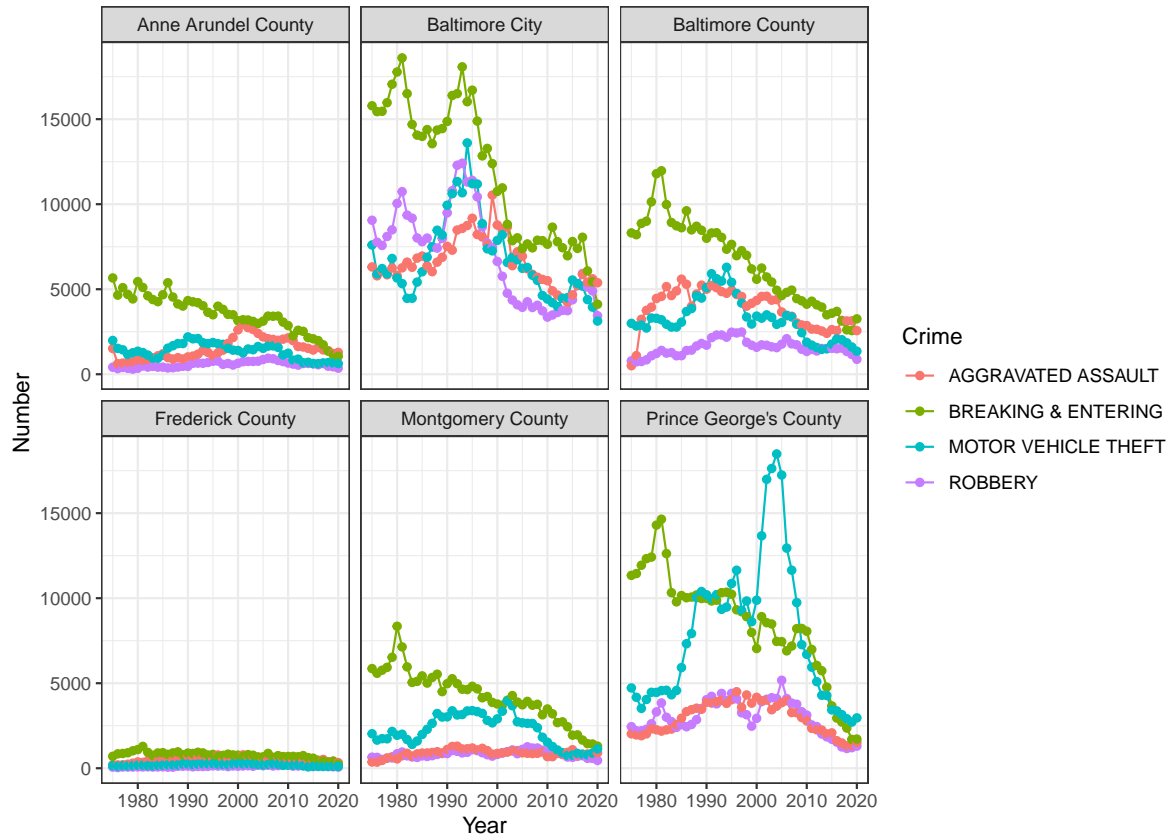 Anne Arundel County
Baltimore City
Baltimore County
15000
10000
5000
0
Frederick County
Montgomery County
Prince George's County
15000
10000
5000
0
1980 1990 2000 2010 2020
1980 1990 2000 2010 2020
1980 1990 2000 2010 2020
Year
Number
Crime
AGGRAVATED ASSAULT
BREAKING & ENTERING
MOTOR VEHICLE THEFT
ROBBERY